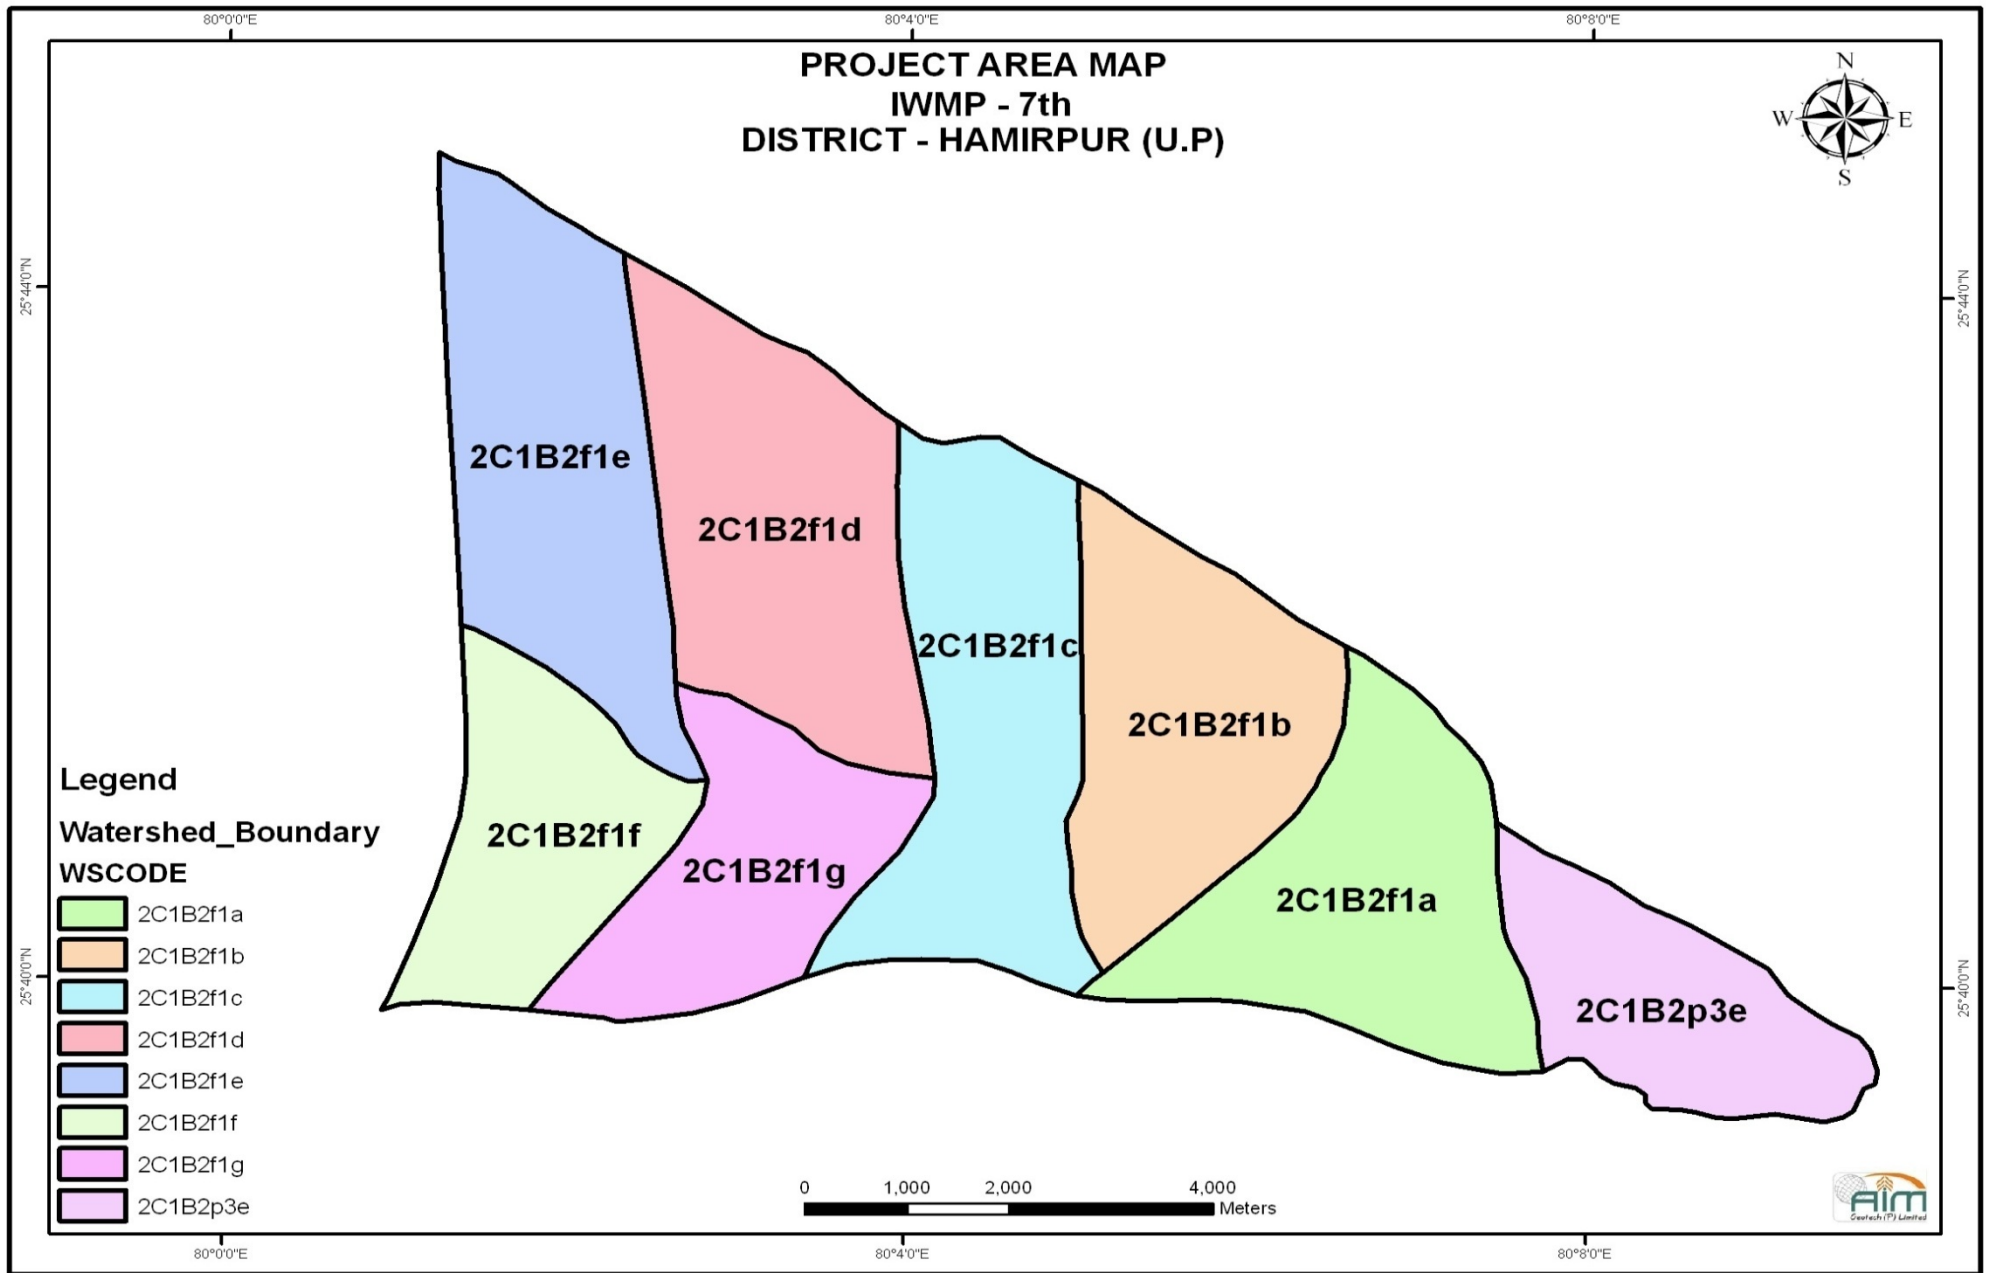 80°0'0"E 80°4'0"E 80°8'0"E
PROJECT AREA MAP
IWMP - 7th
DISTRICT - HAMIRPUR (U.P)
N
W E
S
25°44'0"N 25°44'0"N
2C1B2f1e
2C1B2f1d
2C1B2f1c
2C1B2f1b
2C1B2f1f
2C1B2f1g
2C1B2f1a
2C1B2p3e
25°40'0"N 25°40'0"N
Legend
Watershed_Boundary
WSCODE
2C1B2f1a
2C1B2f1b
2C1B2f1c
2C1B2f1d
2C1B2f1e
2C1B2f1f
2C1B2f1g
2C1B2p3e
0 1,000 2,000 4,000
Meters
AIM
Geotech (P) Limited
80°0'0"E 80°4'0"E 80°8'0"E